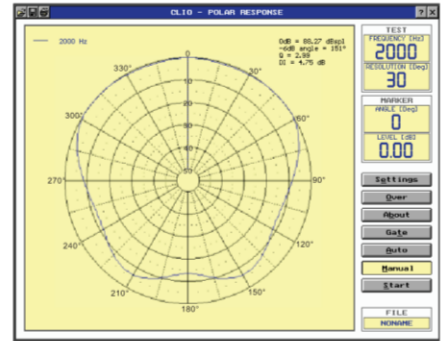 CLIO - POLAR RESPONSE
2000 Hz
0dB = 88.27 dBspl
-6dB angle = 151°
Q = 2.99
DI = 4.75 dB
0
30°
60°
90°
120°
150°
180°
210°
240°
270°
300°
330°
10
20
30
40
50
TEST
FREQUENCY [Hz]
2000
RESOLUTION [Deg]
30
MARKER
ANGLE [Deg]
0
LEVEL [dB]
0.00
Settings
Over
About
Gate
Auto
Manual
Start
FILE
NONAME